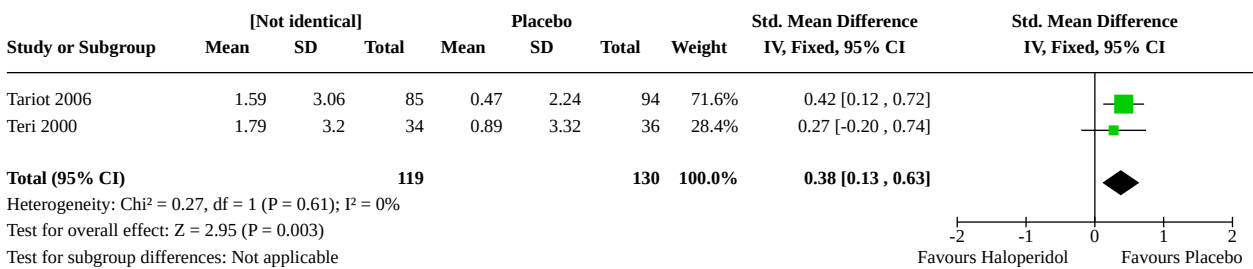 [Not identical] Placebo Std. Mean Difference Std. Mean Difference
Study or Subgroup Mean SD Total Mean SD Total Weight IV, Fixed, 95% CI IV, Fixed, 95% CI
Tariot 2006 1.59 3.06 85 0.47 2.24 94 71.6% 0.42 [0.12 , 0.72]
Teri 2000 1.79 3.2 34 0.89 3.32 36 28.4% 0.27 [-0.20 , 0.74]
Total (95% CI) 119 130 100.0% 0.38 [0.13 , 0.63]
Heterogeneity: Chi² = 0.27, df = 1 (P = 0.61); I² = 0%
Test for overall effect: Z = 2.95 (P = 0.003)
-2 -1 0 1 2
Test for subgroup differences: Not applicable Favours Haloperidol Favours Placebo